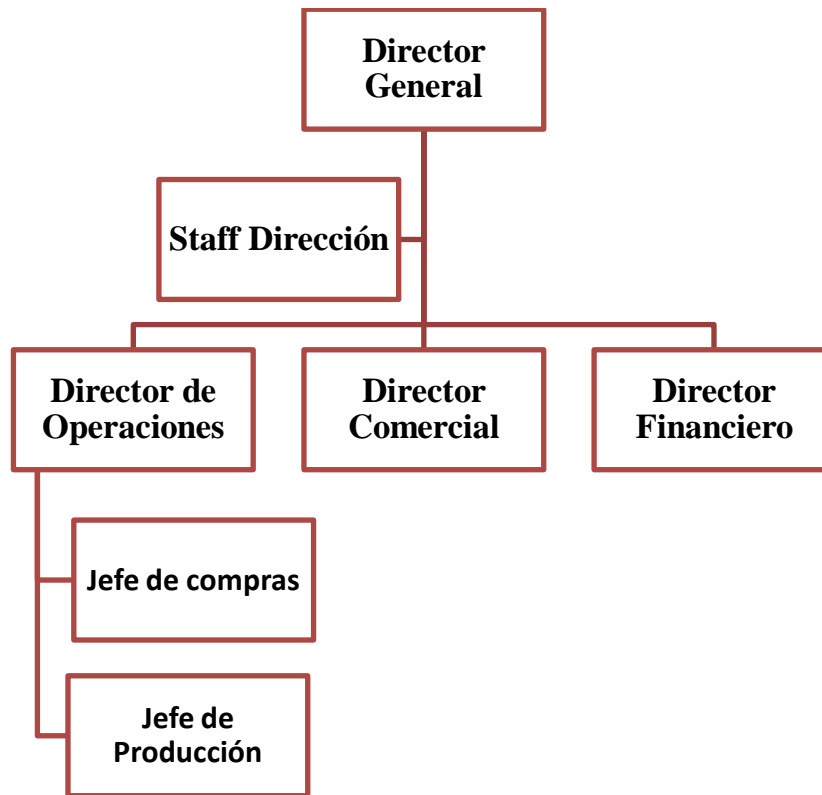 Director
General
Staff Dirección
Director de
Operaciones
Director
Comercial
Director
Financiero
Jefe de compras
Jefe de
Producción